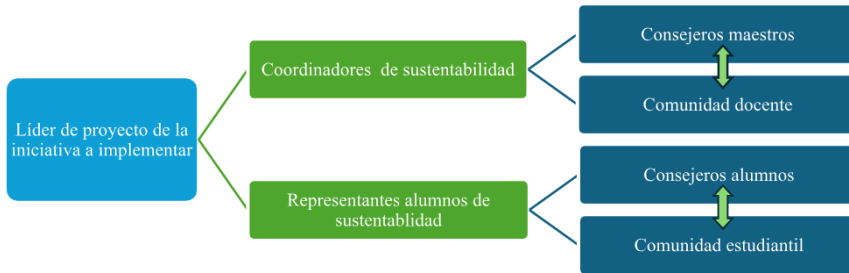 Líder de proyecto de la
iniciativa a implementar
Coordinadores de sustentabilidad
Representantes alumnos de
sustentablidad
Consejeros maestros
Comunidad docente
Consejeros alumnos
Comunidad estudiantil